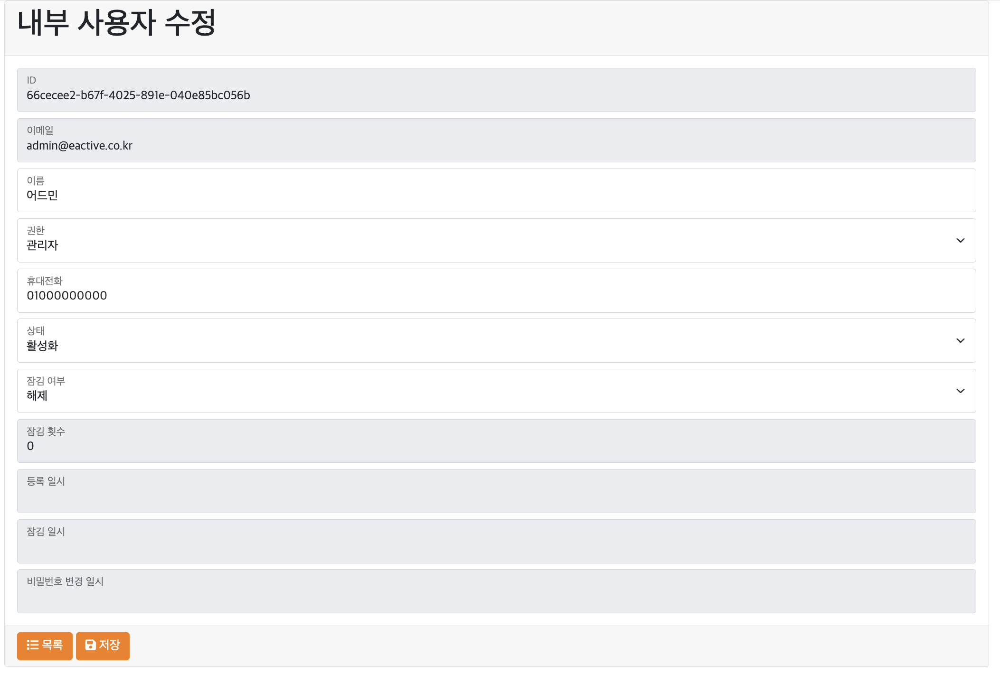 내부 사용자 수정
ID
66cecee2-b67f-4025-891e-040e85bc056b
이메일
admin@eactive.co.kr
이름
어드민
권한
관리자
휴대전화
01000000000
상태
활성화
잠김 여부
해제
잠김 횟수
0
등록 일시
잠김 일시
비밀번호 변경 일시
목록
저장